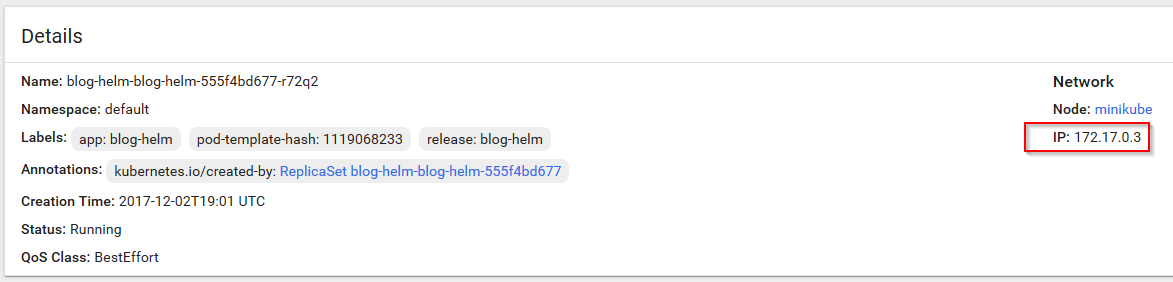 Details
Name: blog-helm-blog-helm-555f4bd677-r72q2
Namespace: default
Labels: app: blog-helm pod-template-hash: 1119068233 release: blog-helm
Annotations: kubernetes.io/created-by: ReplicaSet blog-helm-blog-helm-555f4bd677
Creation Time: 2017-12-02T19:01 UTC
Status: Running
QoS Class: BestEffort
Network
Node: minikube
IP: 172.17.0.3